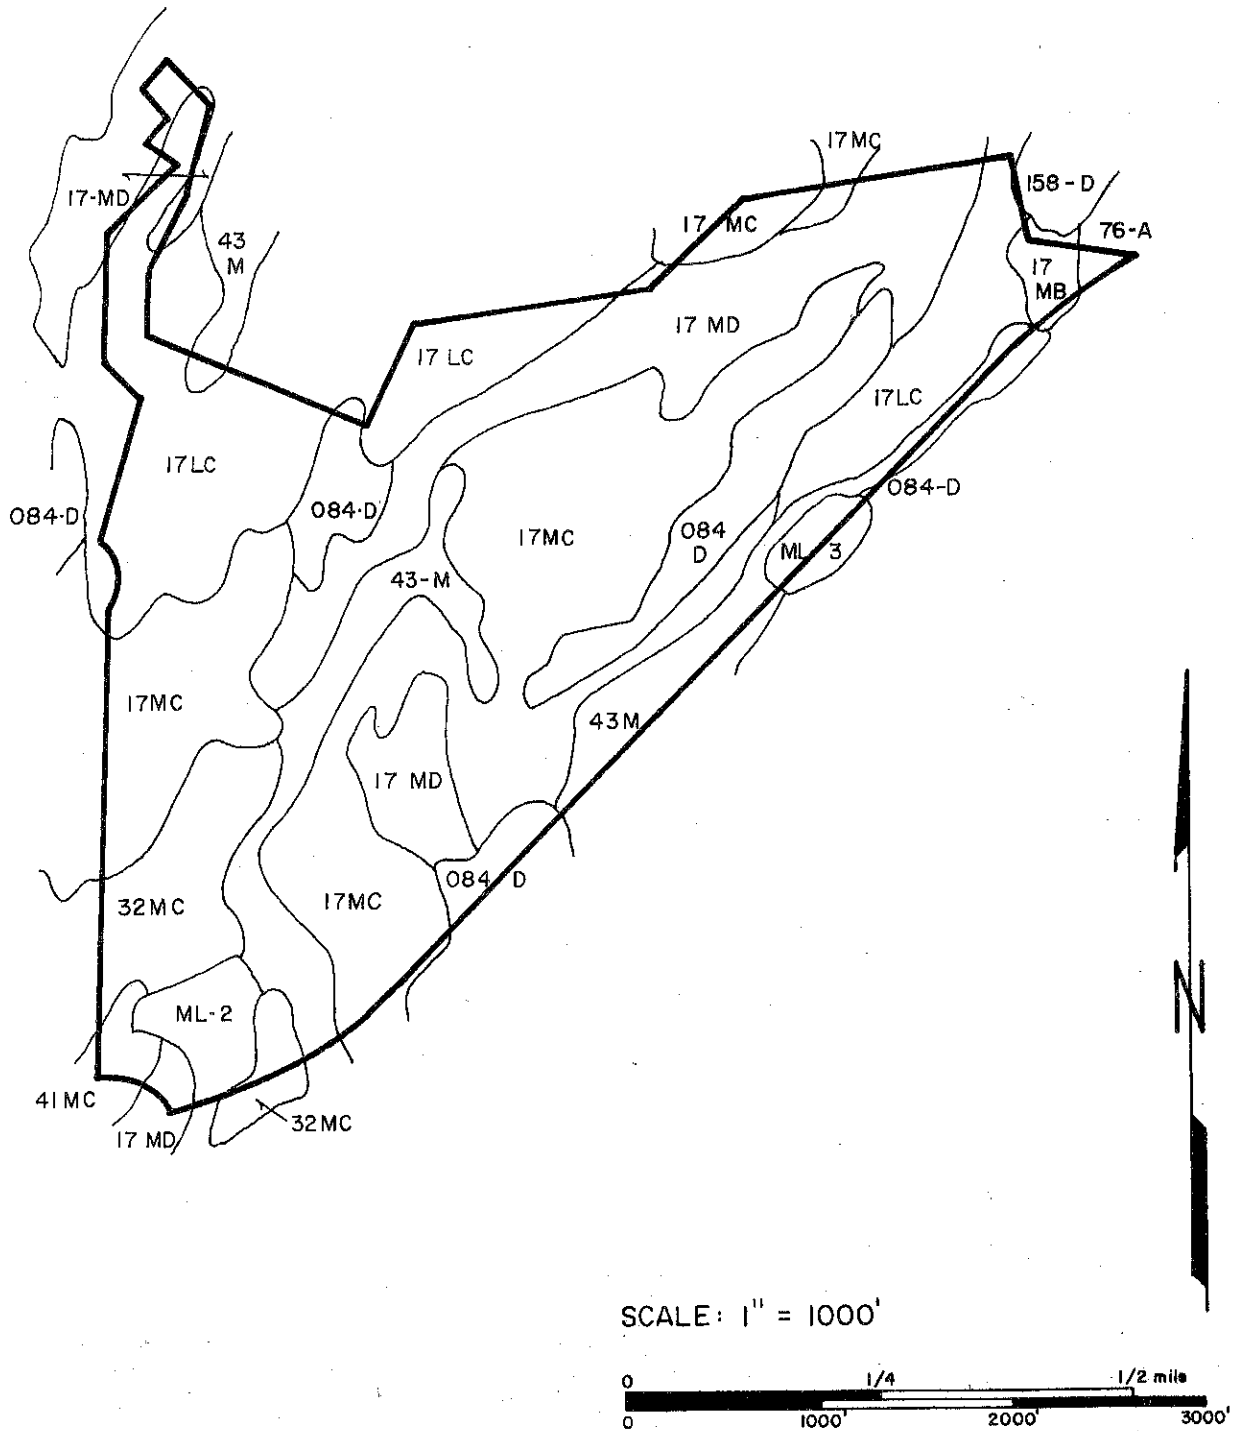 17MC
17-MD
158-D
17 MC
76-A
43
M
17
MB
17 MD
17 LC
17LC
17LC
084-D
084·D
084·D
17MC
084
D
ML 3
43-M
17MC
43M
17 MD
084 D
32MC
17MC
ML-2
41MC
32MC
17 MD
N
SCALE: 1" = 1000'
0 1/4 1/2 mile
0 1000' 2000' 3000'